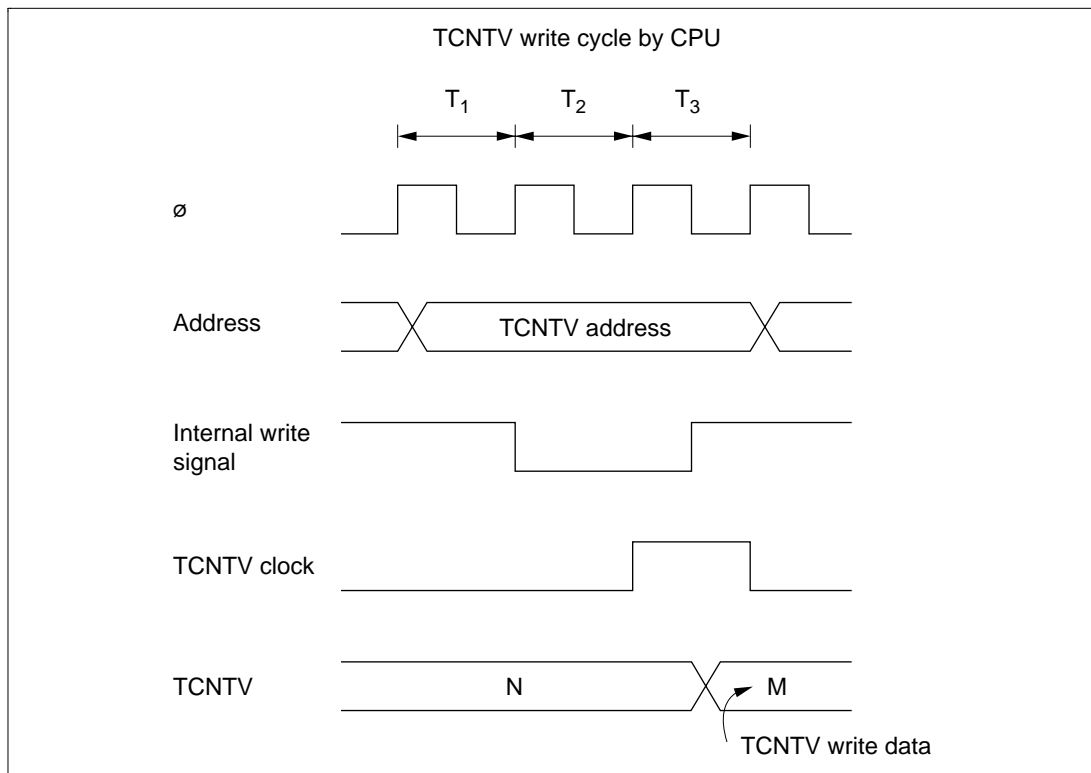 TCNTV write cycle by CPU
T1 T2 T3
ø
Address
TCNTV address
Internal write
signal
TCNTV clock
TCNTV
N
M
TCNTV write data